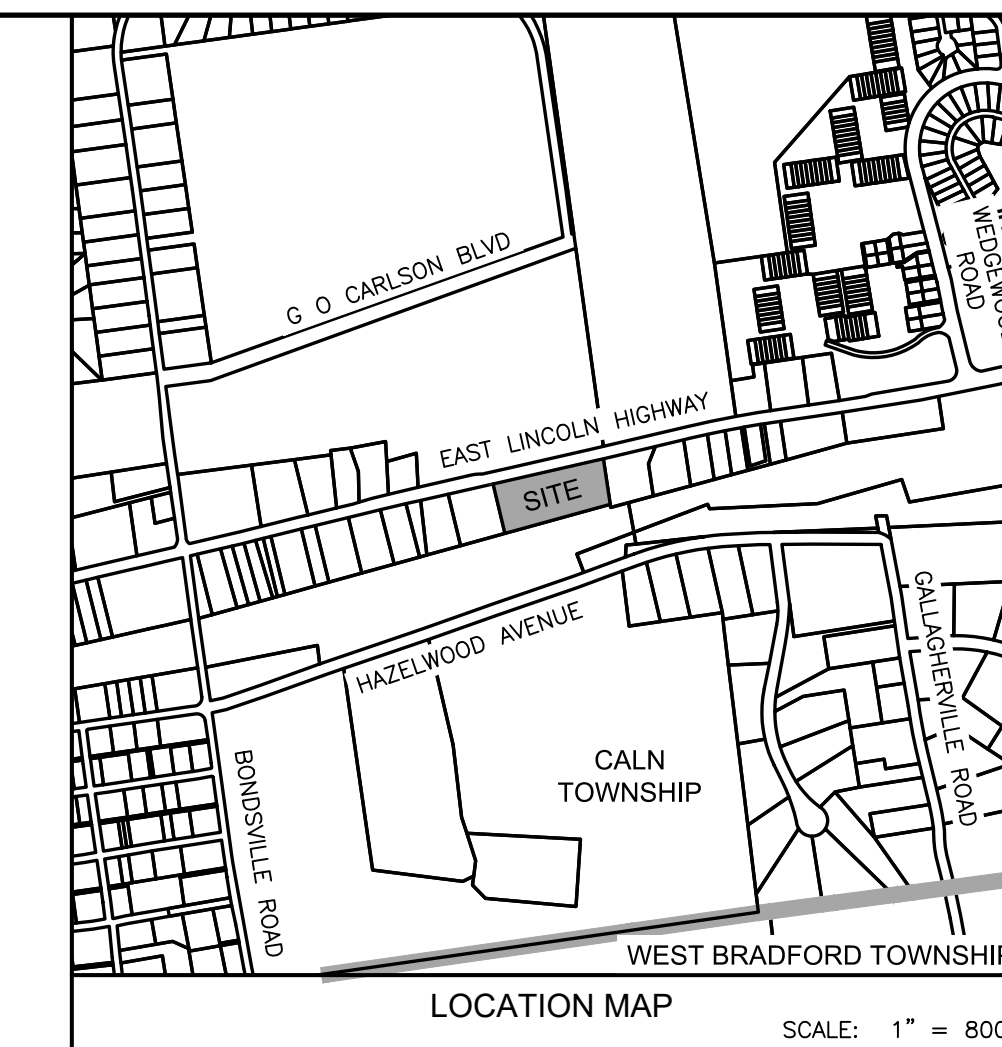 G O CARLSON BLVD
WEDGEWOOD
ROAD
EAST LINCOLN HIGHWAY
SITE
HAZELWOOD AVENUE
GALLAGHERVILLE ROAD
CALN
TOWNSHIP
BONDSVILLE ROAD
WEST BRADFORD TOWNSHIP
LOCATION MAP
SCALE: 1" = 800